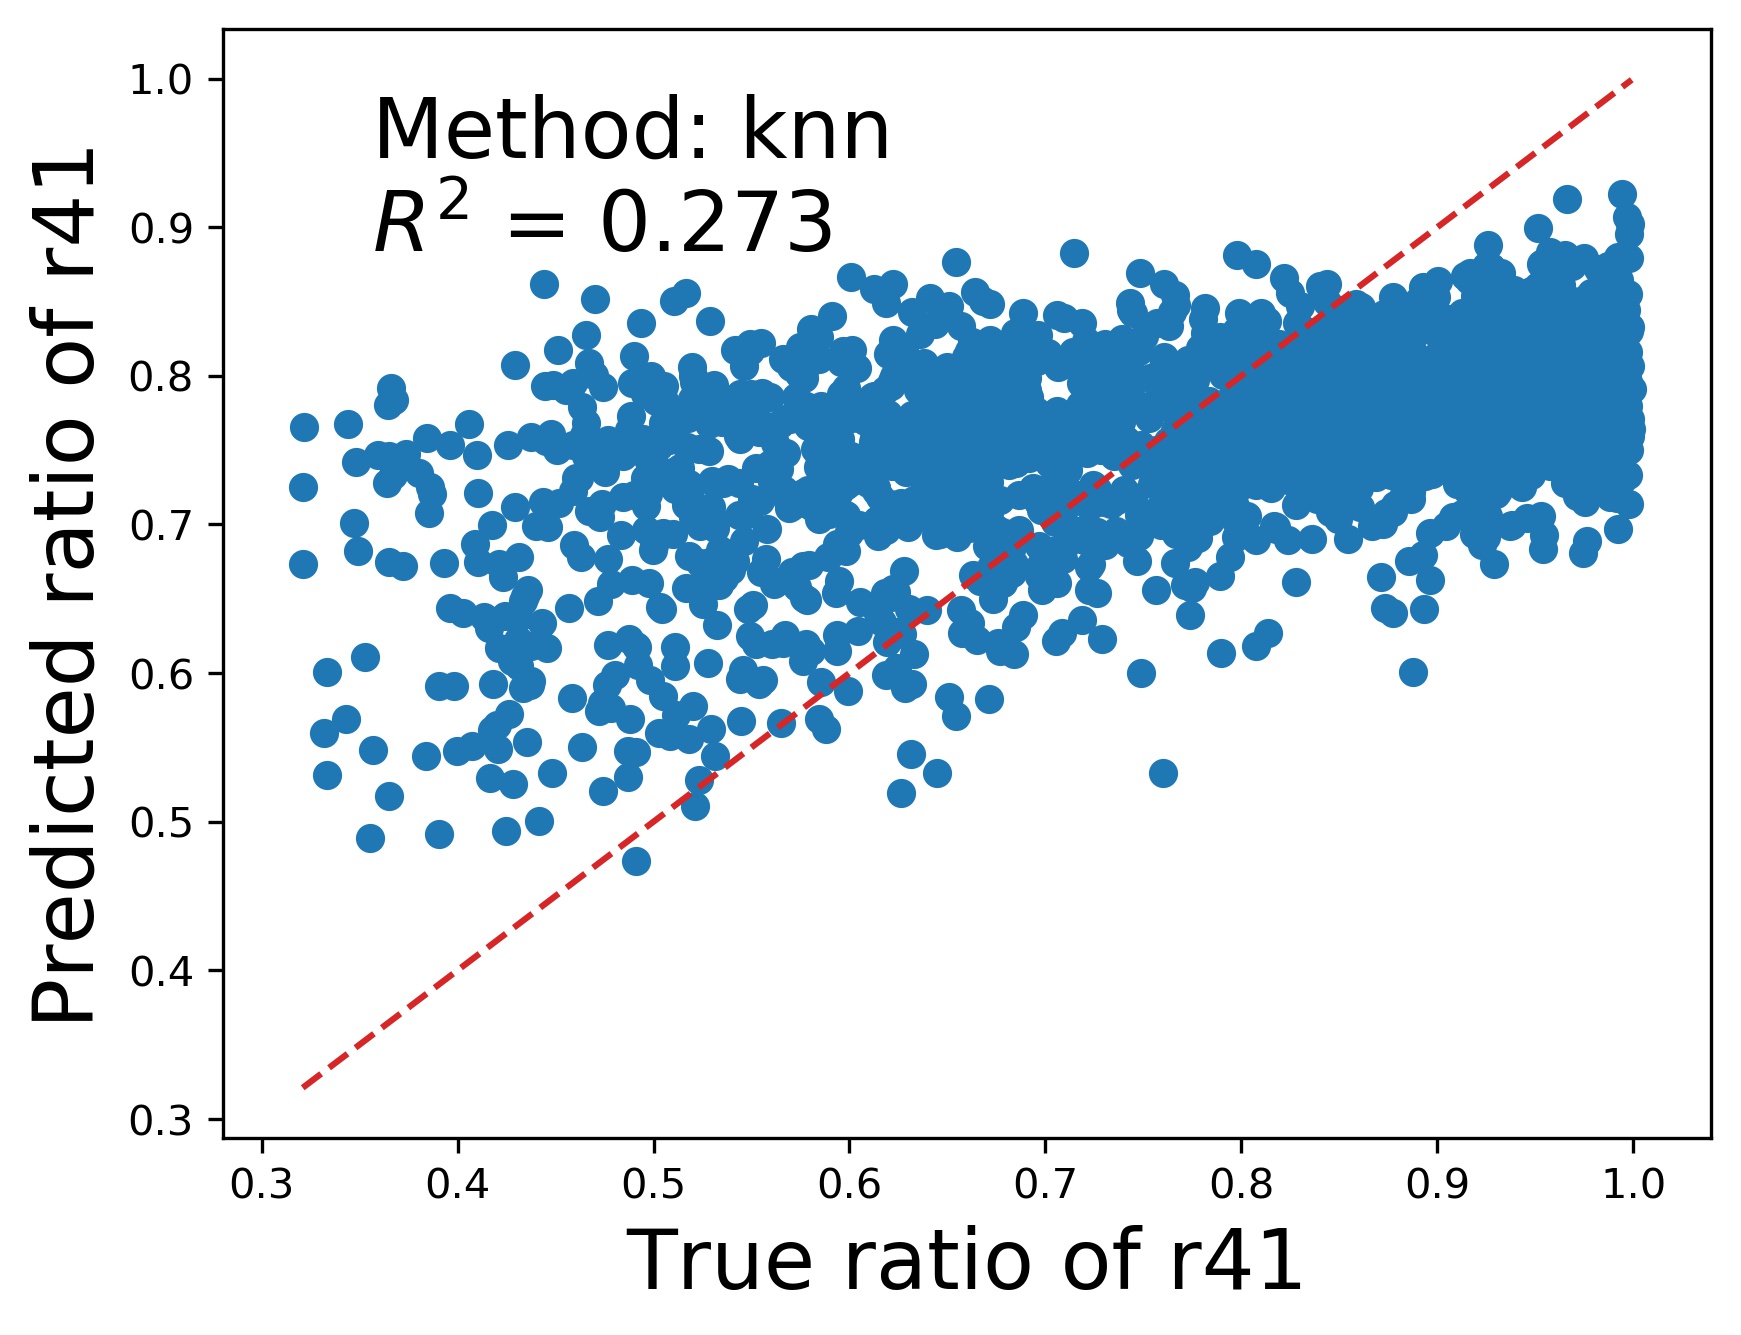 Method: knn
R² = 0.273
Predicted ratio of r41
1.0
0.9
0.8
0.7
0.6
0.5
0.4
0.3
0.3 0.4 0.5 0.6 0.7 0.8 0.9 1.0
True ratio of r41